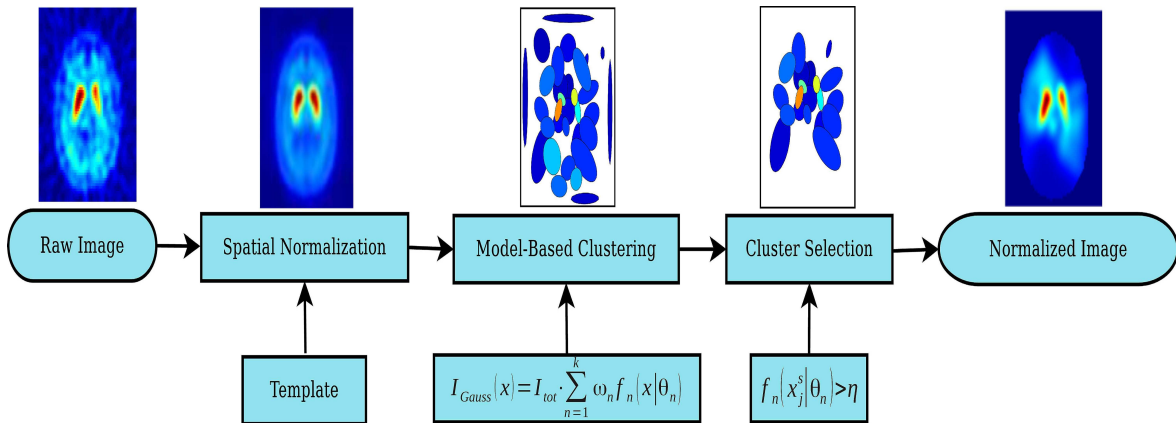 Raw Image
Spatial Normalization
Model-Based Clustering
Cluster Selection
Normalized Image
Template
I_Gauss(x)=I_tot·∑_{n=1}^{k} ω_n f_n(x|θ_n)
f_n(x_j^s|θ_n)>η